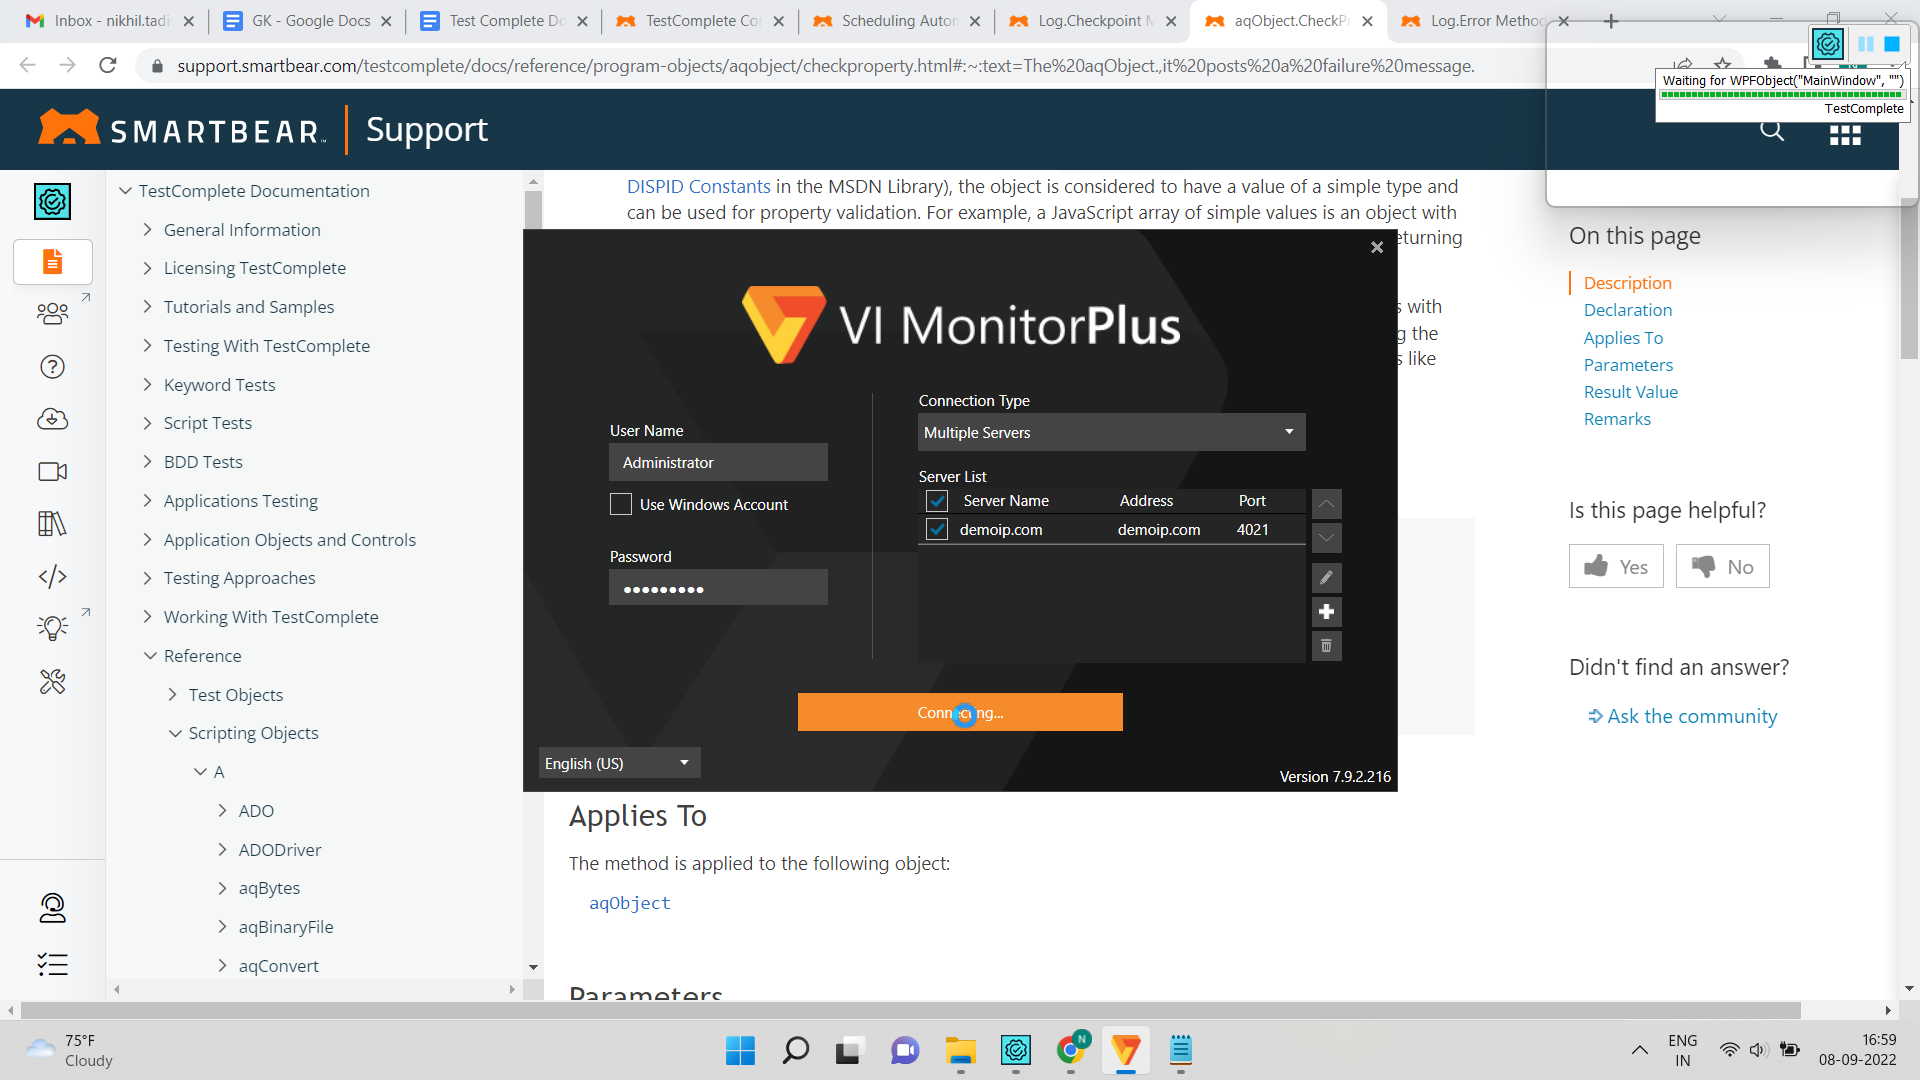 Inbox - nikhil.tadi
GK - Google Docs
Test Complete Do
TestComplete Co
Scheduling Auton
Log.Checkpoint M
aqObject.CheckPr
Log.Error Method
support.smartbear.com/testcomplete/docs/reference/program-objects/aqobject/checkproperty.html#:~:text=The%20aqObject.,it%20posts%20a%20failure%20message.
Waiting for WPFObject("MainWindow", "")
TestComplete
SMARTBEAR
Support
TestComplete Documentation
General Information
Licensing TestComplete
Tutorials and Samples
Testing With TestComplete
Keyword Tests
Script Tests
BDD Tests
Applications Testing
Application Objects and Controls
Testing Approaches
Working With TestComplete
Reference
Test Objects
Scripting Objects
A
ADO
ADODriver
aqBytes
aqBinaryFile
aqConvert
DISPID Constants in the MSDN Library), the object is considered to have a value of a simple type and
can be used for property validation. For example, a JavaScript array of simple values is an object with
eturning
s with
g the
s like
VI MonitorPlus
User Name
Administrator
Use Windows Account
Password
Connection Type
Multiple Servers
Server List
Server Name Address Port
demoip.com demoip.com 4021
Connecting...
English (US)
Version 7.9.2.216
Applies To
The method is applied to the following object:
aqObject
Parameters
On this page
Description
Declaration
Applies To
Parameters
Result Value
Remarks
Is this page helpful?
Yes
No
Didn't find an answer?
Ask the community
75°F
Cloudy
N
ENG
IN
16:59
08-09-2022